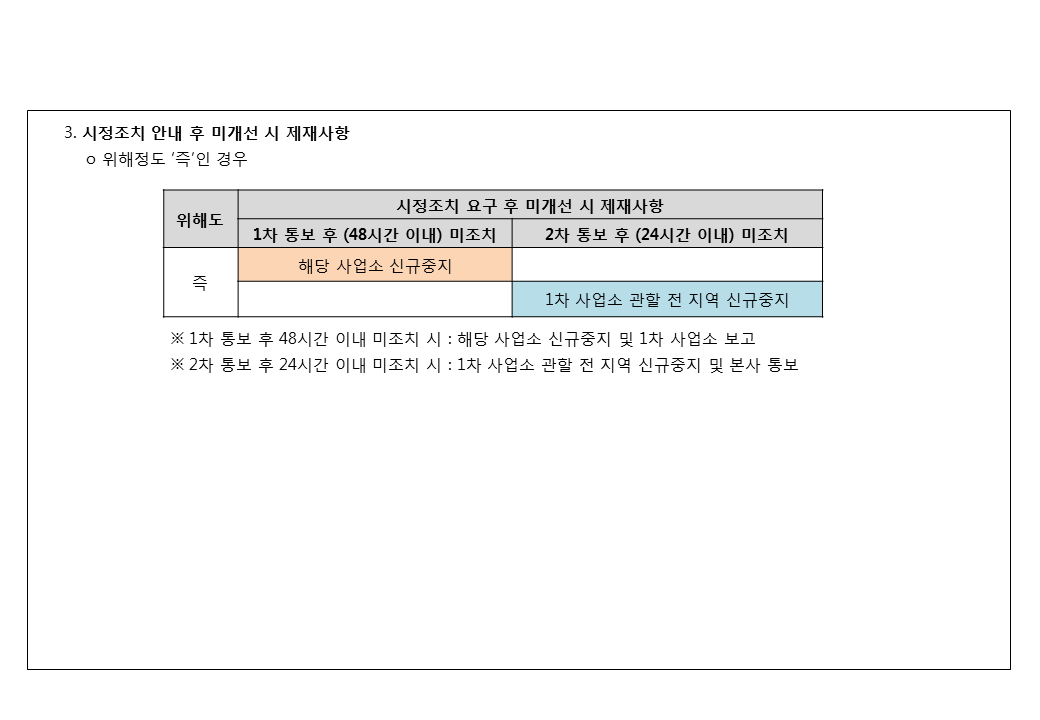 3. 시정조치 안내 후 미개선 시 제재사항
ο 위해정도 ‘즉’인 경우
위해도
시정조치 요구 후 미개선 시 제재사항
1차 통보 후 (48시간 이내) 미조치
2차 통보 후 (24시간 이내) 미조치
즉
해당 사업소 신규중지
1차 사업소 관할 전 지역 신규중지
※ 1차 통보 후 48시간 이내 미조치 시 : 해당 사업소 신규중지 및 1차 사업소 보고
※ 2차 통보 후 24시간 이내 미조치 시 : 1차 사업소 관할 전 지역 신규중지 및 본사 통보